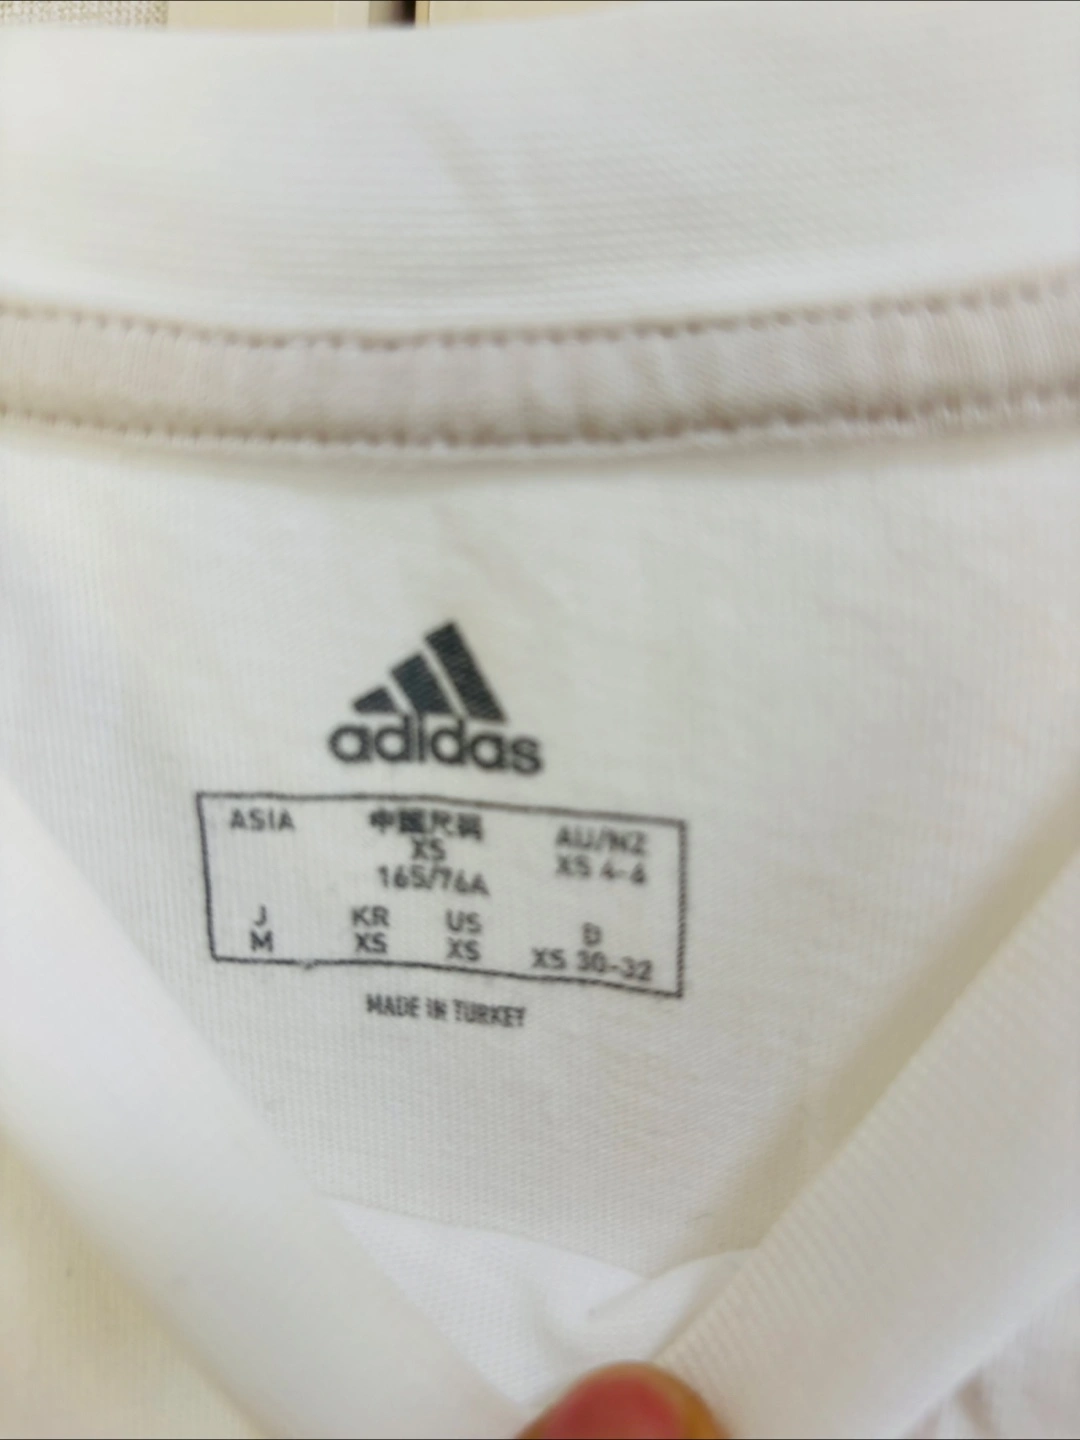 adidas
ASIA 中国尺码 AU/NZ
XS XS 4-6
165/76A
J KR US D
M XS XS XS 30-32
MADE IN TURKEY